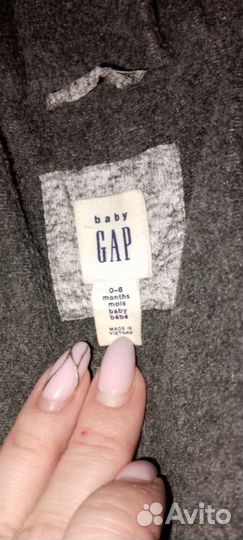 baby
GAP
0-6
months
mois
baby
bébé
MADE IN
VIETNAM
Avito